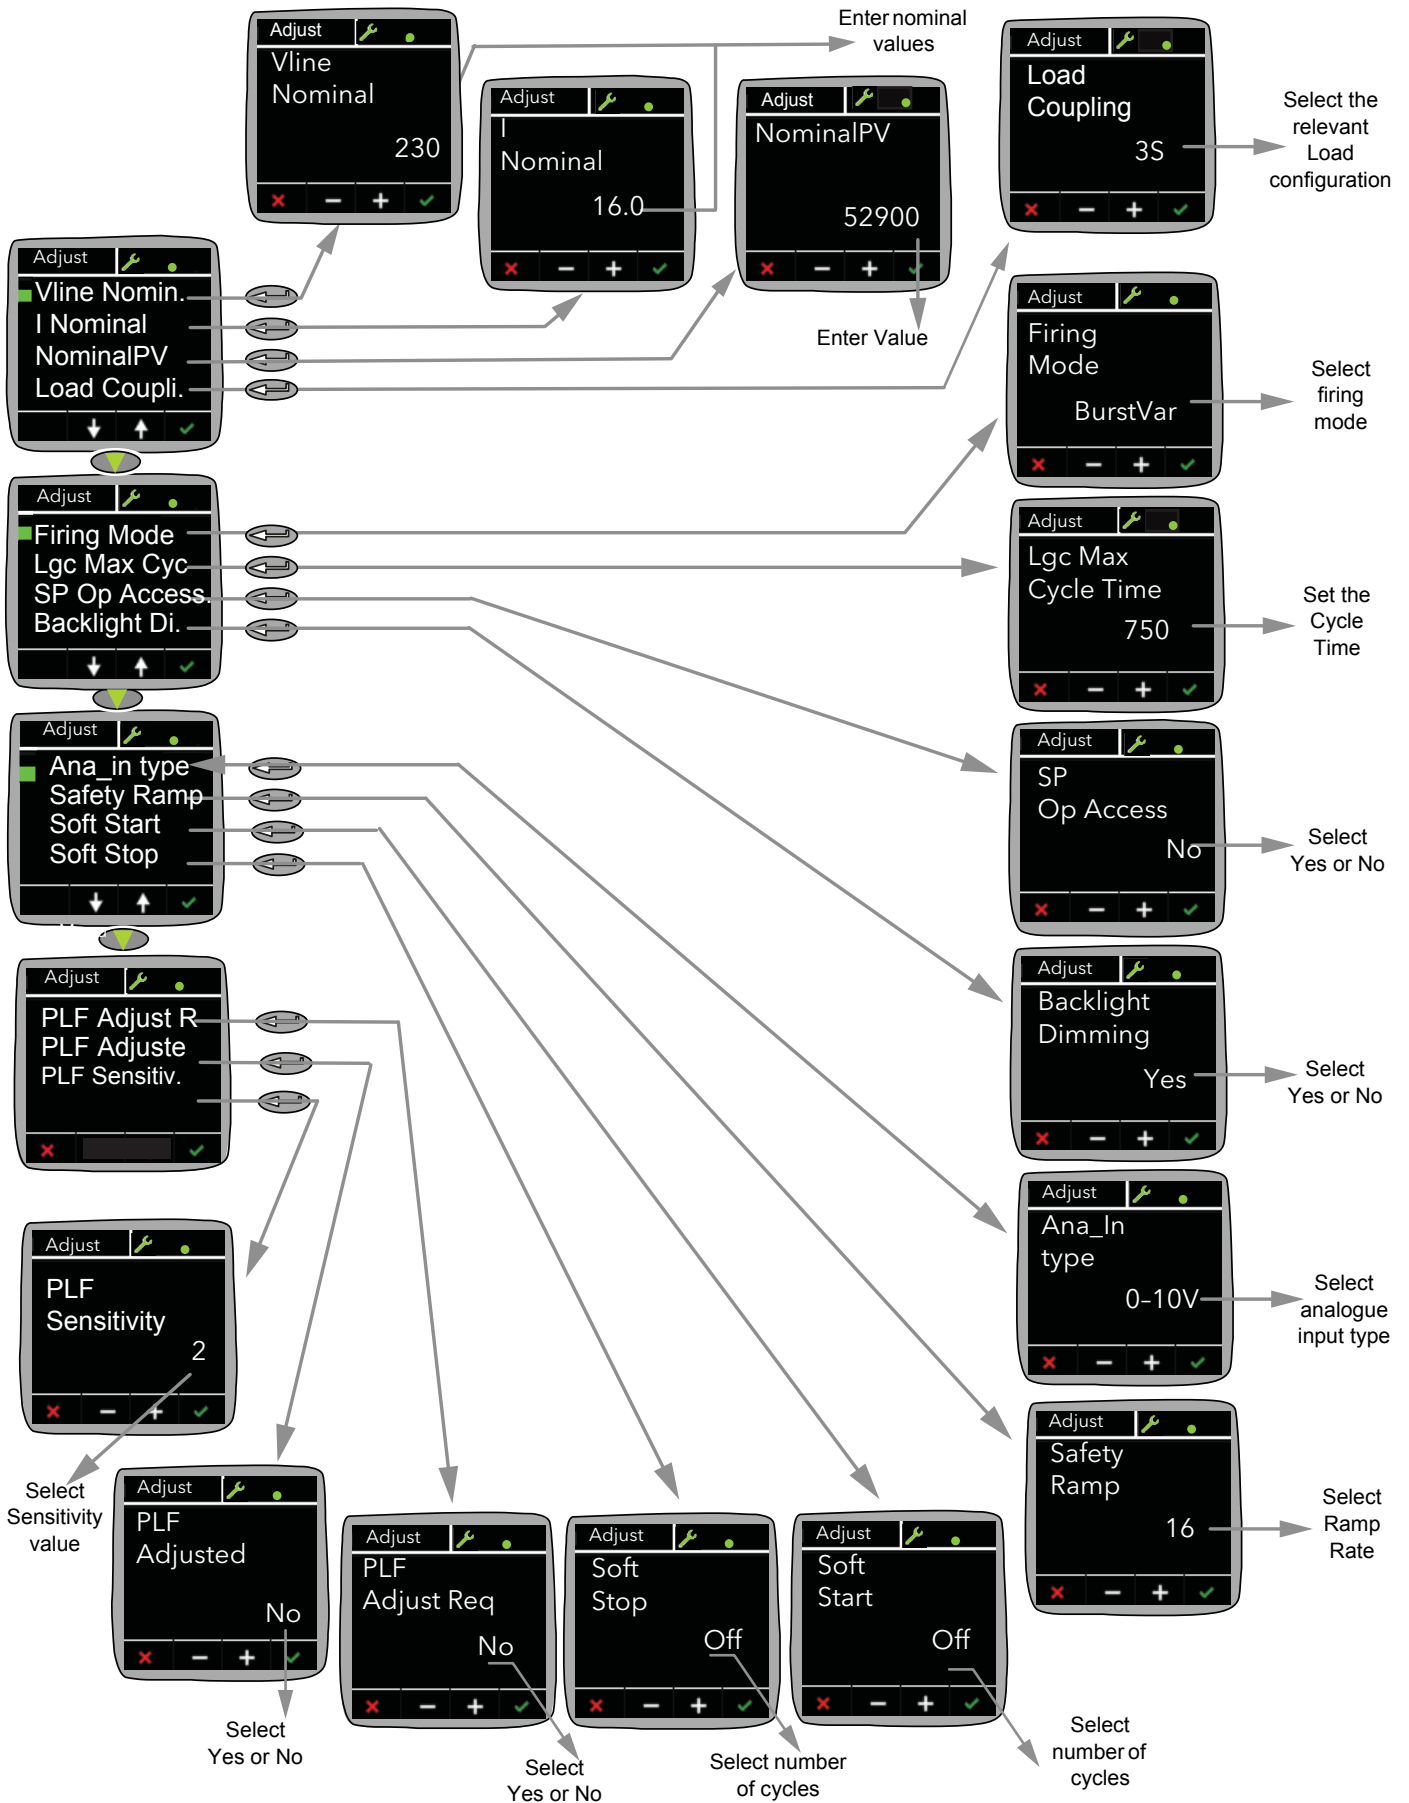 Adjust
Vline
Nominal
230
Enter nominal
values
Adjust
I
Nominal
16.0
Adjust
NominalPV
52900
Enter Value
Adjust
Load
Coupling
3S
Select the
relevant
Load
configuration
Adjust
Vline Nomin.
I Nominal
NominalPV
Load Coupli.
Adjust
Firing
Mode
BurstVar
Select
firing
mode
Adjust
Firing Mode
Lgc Max Cyc
SP Op Access.
Backlight Di.
Adjust
Lgc Max
Cycle Time
750
Set the
Cycle
Time
Adjust
Ana_in type
Safety Ramp
Soft Start
Soft Stop
Adjust
SP
Op Access
No
Select
Yes or No
Adjust
PLF Adjust R
PLF Adjuste
PLF Sensitiv.
Adjust
Backlight
Dimming
Yes
Select
Yes or No
Adjust
Ana_In
type
0-10V
Select
analogue
input type
Adjust
PLF
Sensitivity
2
Select
Sensitivity
value
Adjust
Safety
Ramp
16
Select
Ramp
Rate
Adjust
PLF
Adjusted
No
Select
Yes or No
Adjust
PLF
Adjust Req
No
Select
Yes or No
Adjust
Soft
Stop
Off
Select number
of cycles
Adjust
Soft
Start
Off
Select
number of
cycles